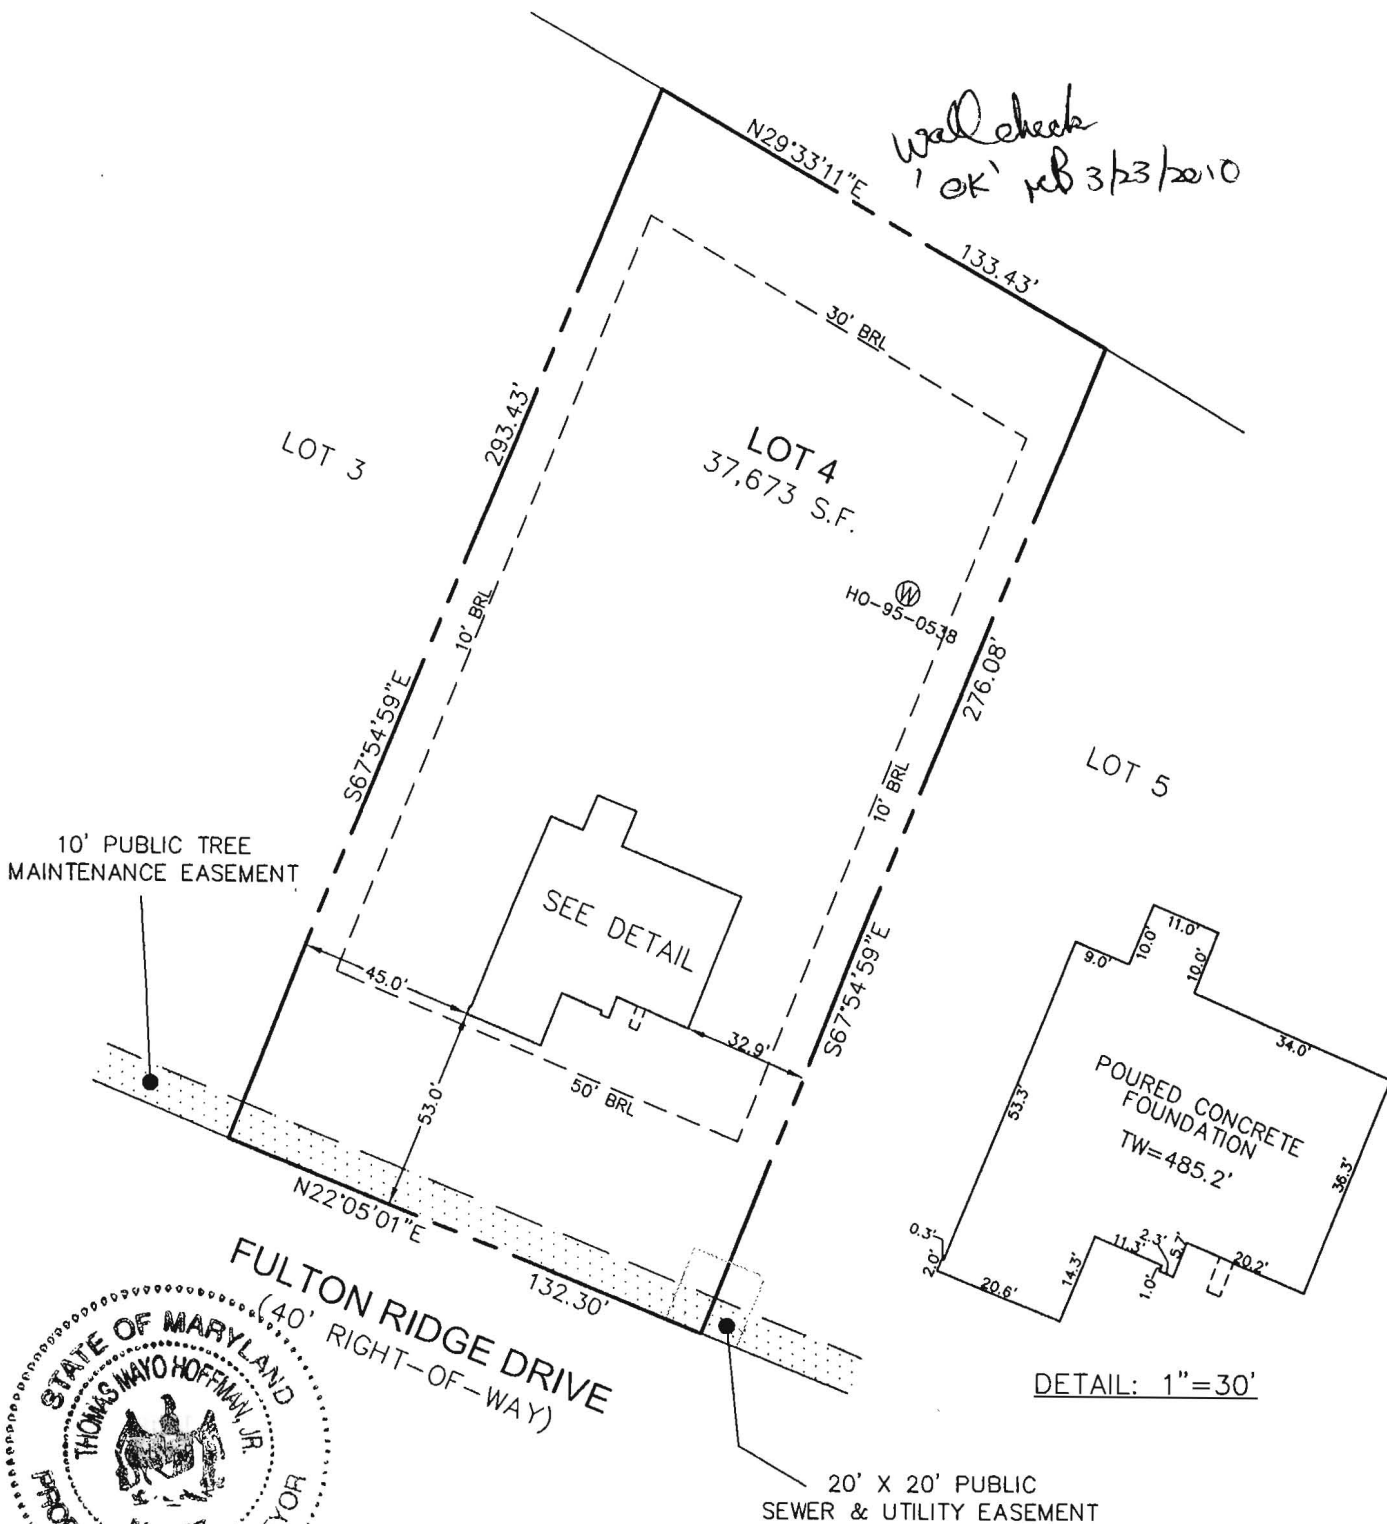 wall check
'OK' 3/23/2010
N29°33'11"E
133.43'
30' BRL
293.43'
LOT 3
LOT 4
37,673 S.F.
W
HO-95-0538
10' BRL
276.08'
S67°54'59"E
LOT 5
10' BRL
10' PUBLIC TREE
MAINTENANCE EASEMENT
SEE DETAIL
S67°54'59"E
45.0'
32.9'
53.0'
50' BRL
N22°05'01"E
132.30'
FULTON RIDGE DRIVE
(40' RIGHT-OF-WAY)
11.0'
9.0'
10.0'
10.0'
34.0'
53.3'
POURED CONCRETE
FOUNDATION
TW=485.2'
36.3'
0.3'
2.0'
20.6'
14.3'
11.3'
2.3'
1.0'
5.7'
20.2'
DETAIL: 1"=30'
20' X 20' PUBLIC
SEWER & UTILITY EASEMENT
STATE OF MARYLAND
THOMAS MAYO HOFFMAN, JR.